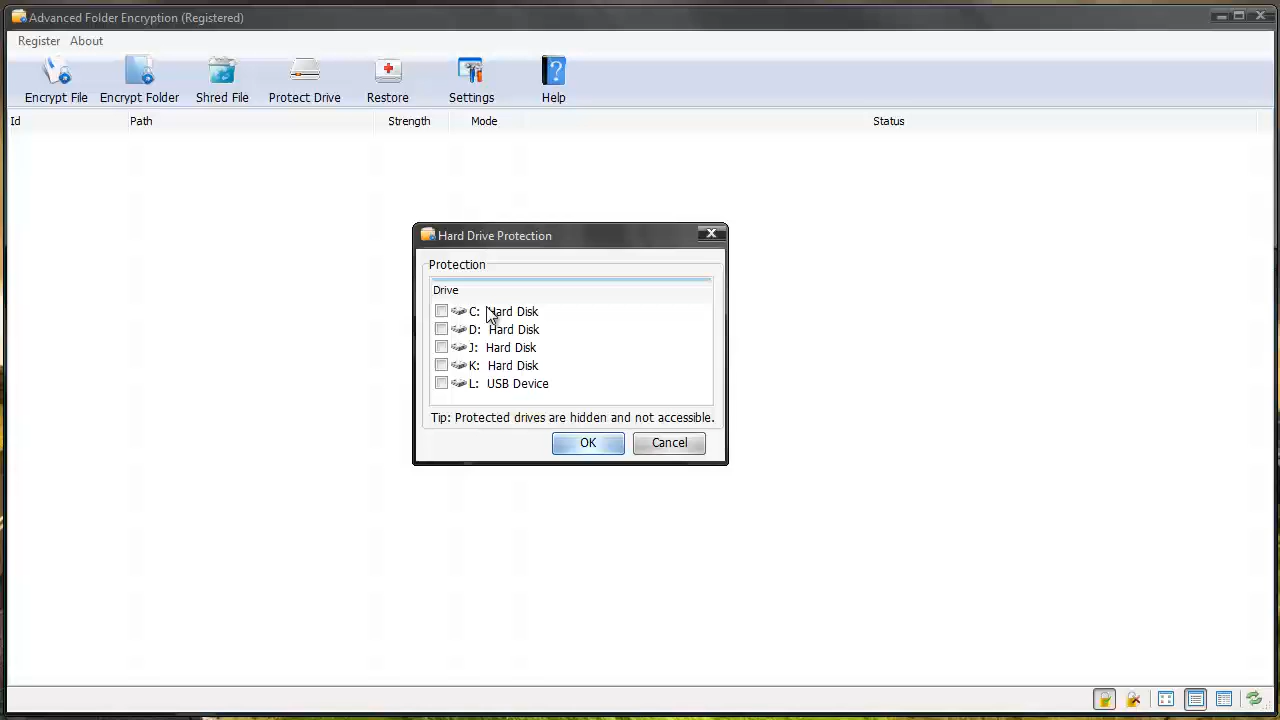 Advanced Folder Encryption (Registered)
Register About
Encrypt File Encrypt Folder Shred File Protect Drive Restore Settings Help
Id Path Strength Mode Status
Hard Drive Protection
Protection
Drive
C: Hard Disk
D: Hard Disk
J: Hard Disk
K: Hard Disk
L: USB Device
Tip: Protected drives are hidden and not accessible.
OK Cancel